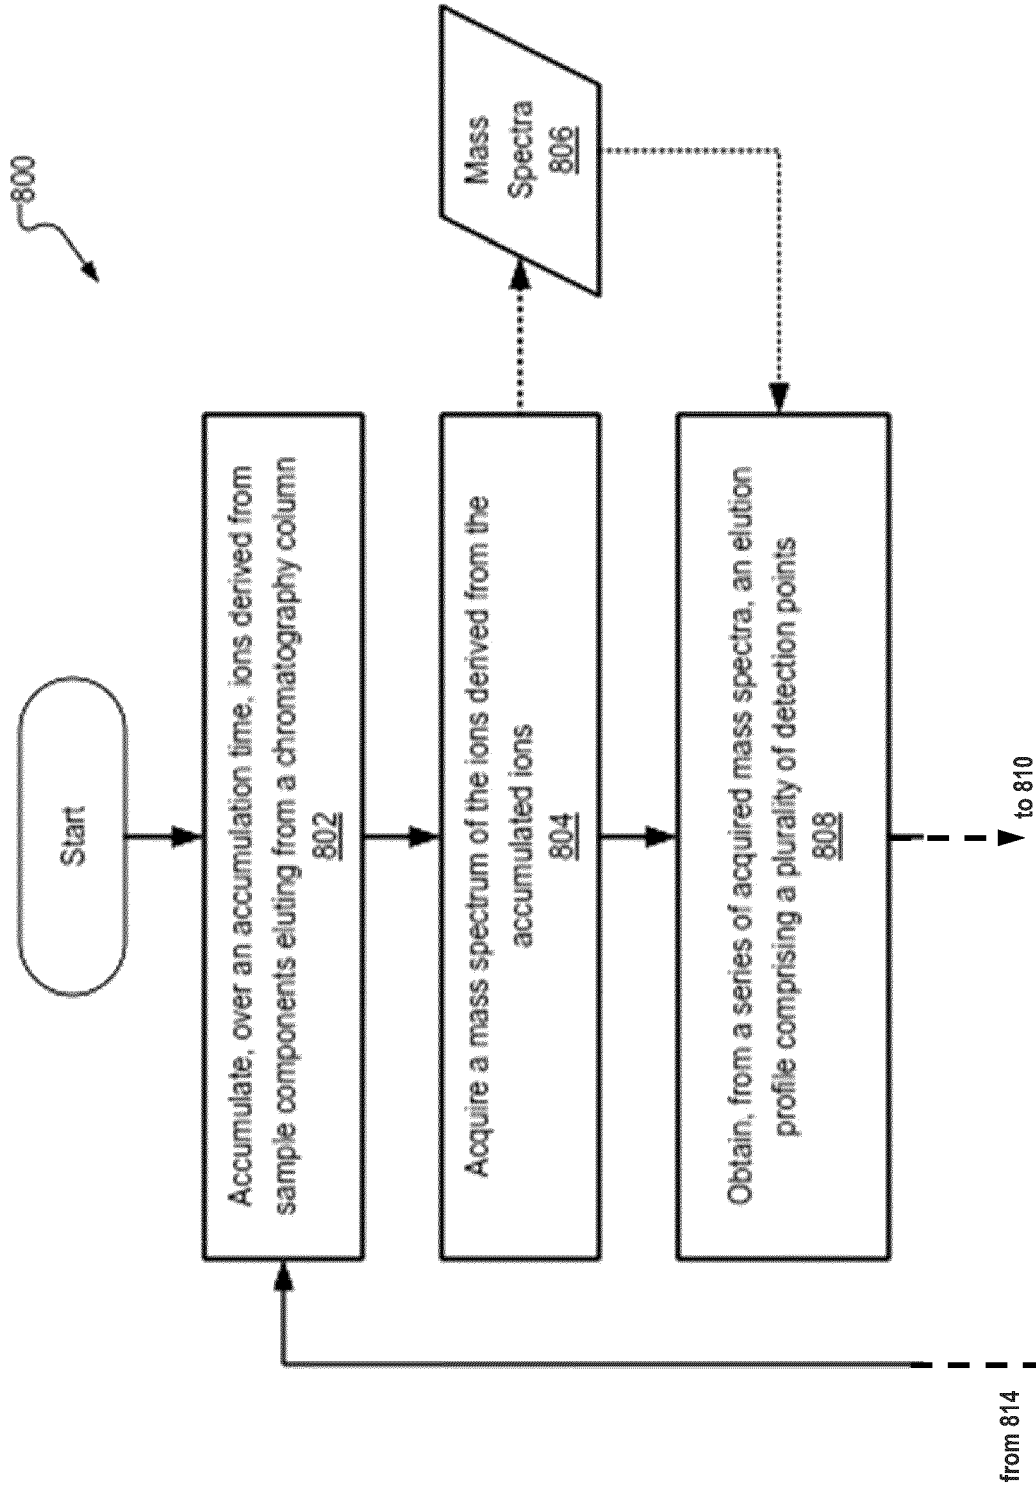 800
Start
Accumulate, over an accumulation time, ions derived from
sample components eluting from a chromatography column
802
Acquire a mass spectrum of the ions derived from the
accumulated ions
804
Mass
Spectra
806
Obtain, from a series of acquired mass spectra, an elution
profile comprising a plurality of detection points
808
to 810
from 814